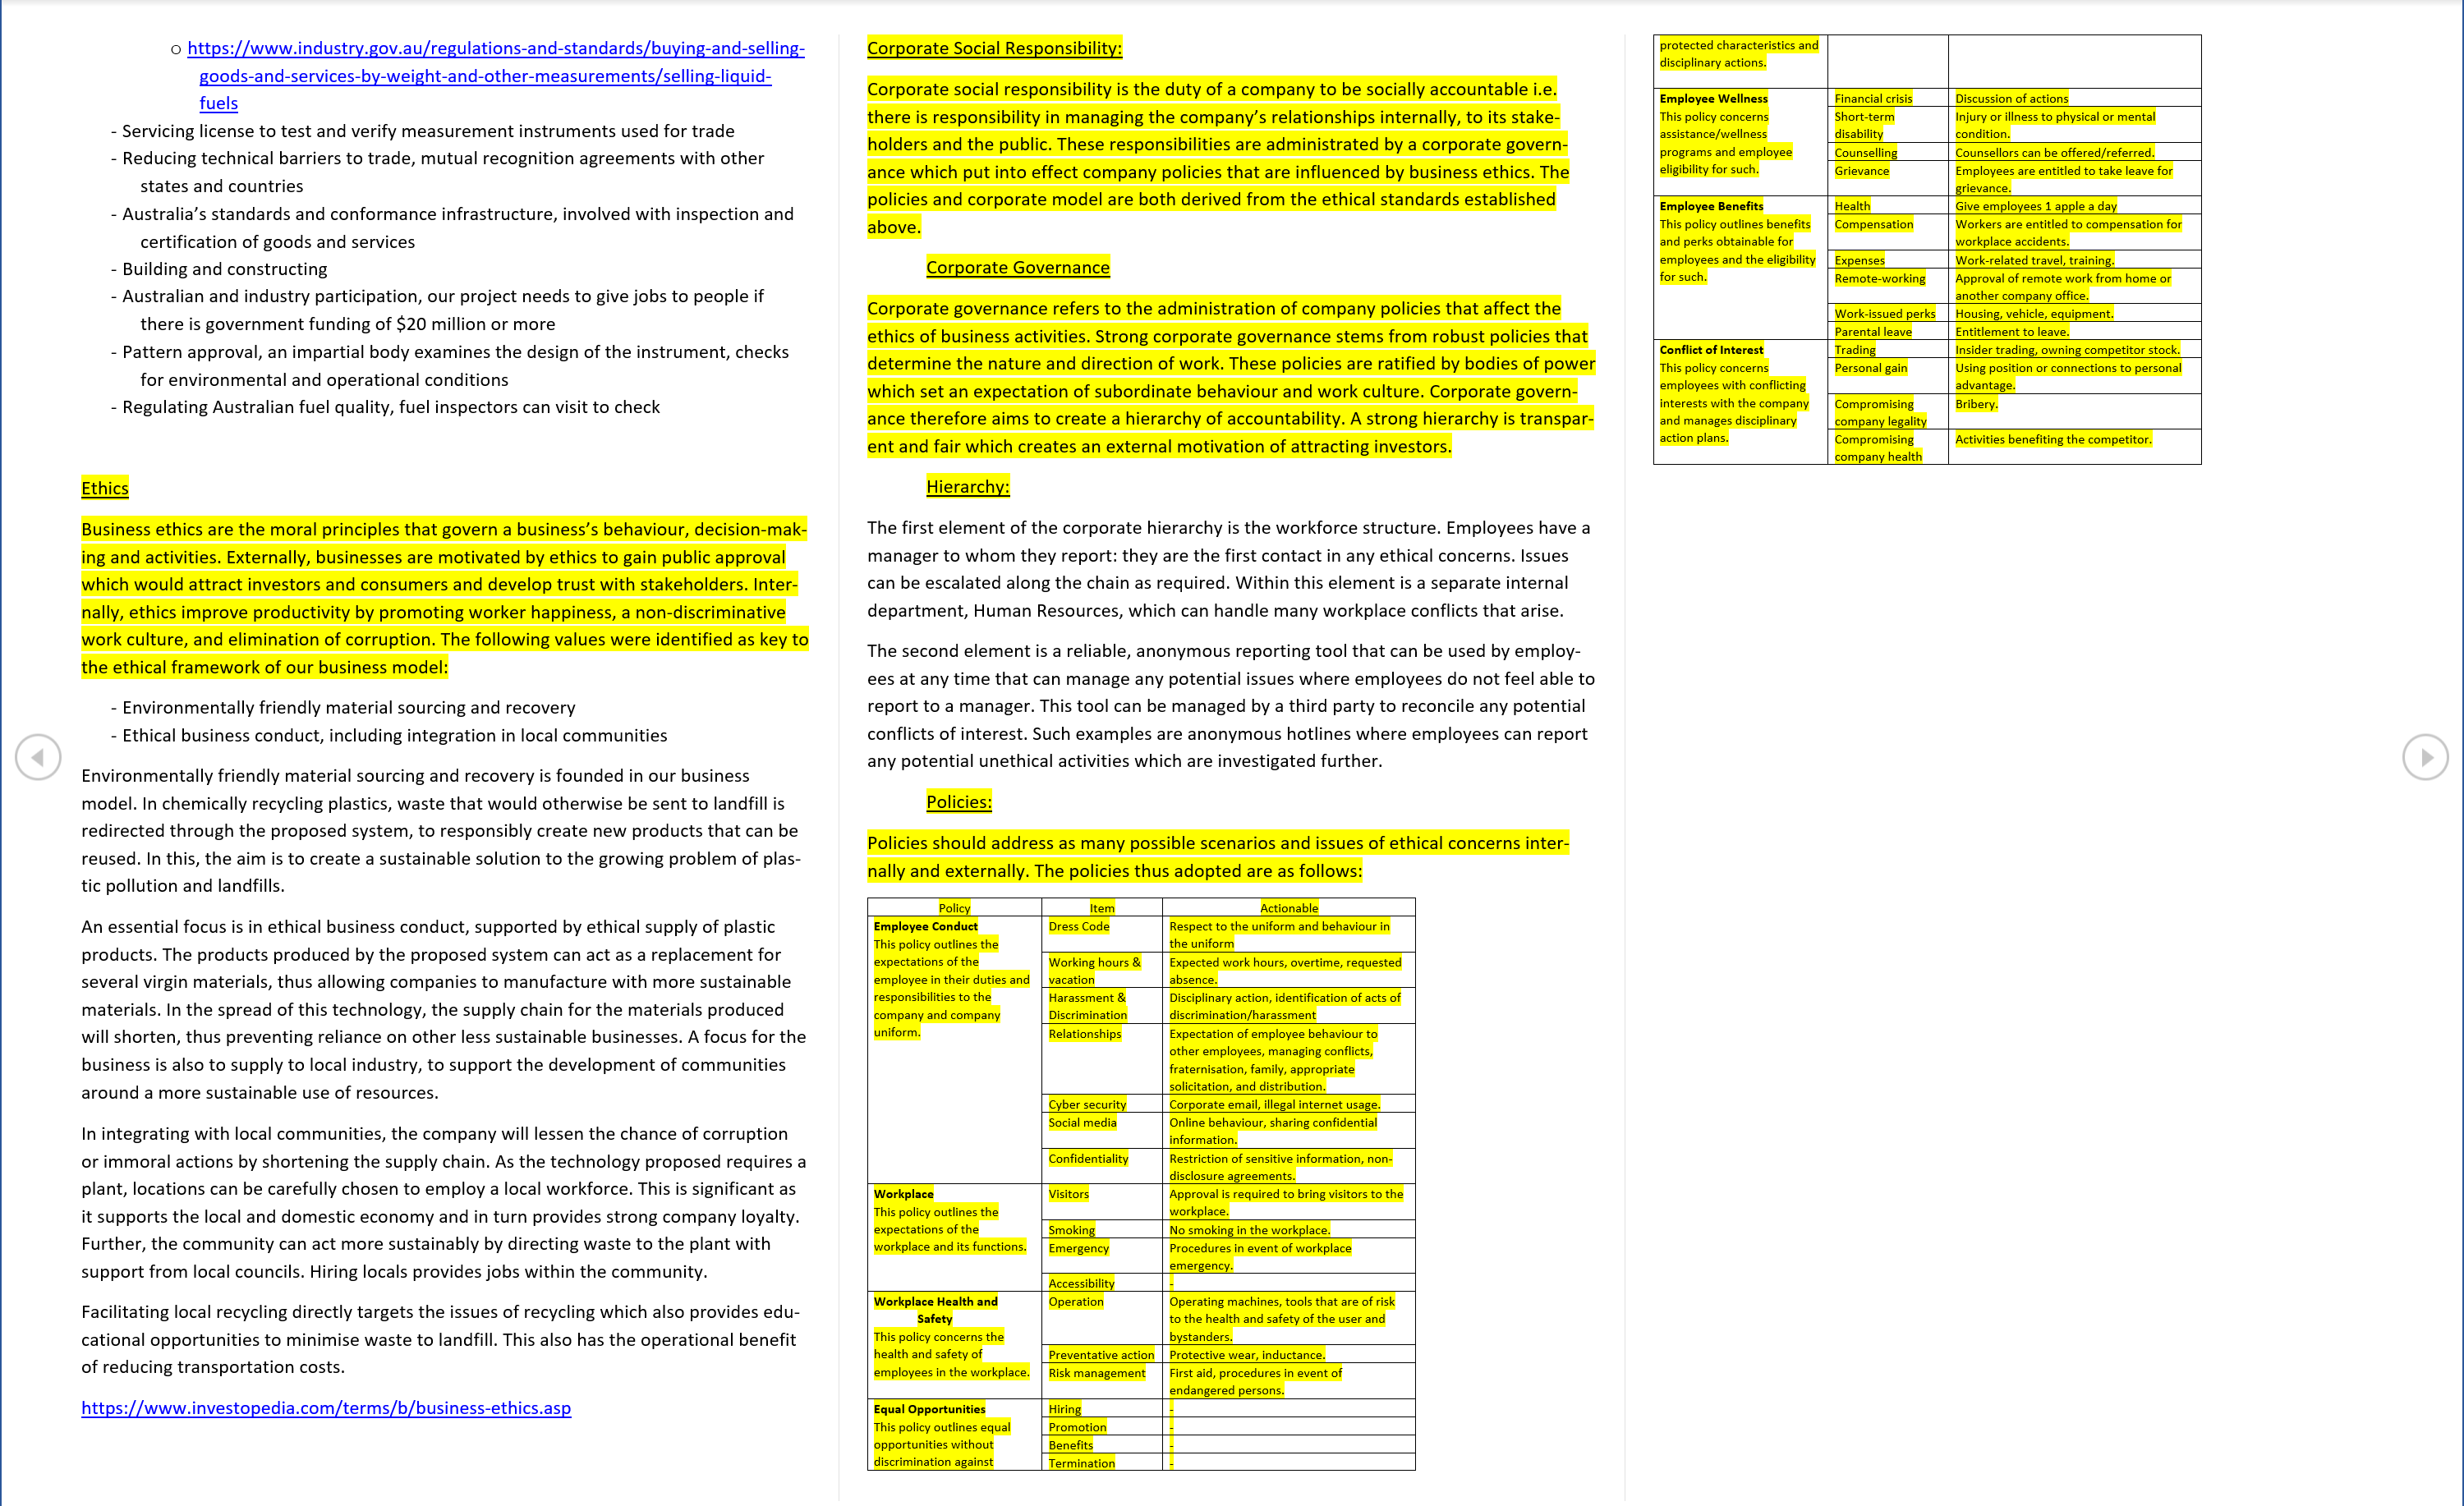 o https://www.industry.gov.au/regulations-and-standards/buying-and-selling-
goods-and-services-by-weight-and-other-measurements/selling-liquid-
fuels
- Servicing license to test and verify measurement instruments used for trade
- Reducing technical barriers to trade, mutual recognition agreements with other
states and countries
- Australia's standards and conformance infrastructure, involved with inspection and
certification of goods and services
- Building and constructing
- Australian and industry participation, our project needs to give jobs to people if
there is government funding of $20 million or more
- Pattern approval, an impartial body examines the design of the instrument, checks
for environmental and operational conditions
- Regulating Australian fuel quality, fuel inspectors can visit to check
Ethics
Business ethics are the moral principles that govern a business's behaviour, decision-mak-
ing and activities. Externally, businesses are motivated by ethics to gain public approval
which would attract investors and consumers and develop trust with stakeholders. Inter-
nally, ethics improve productivity by promoting worker happiness, a non-discriminative
work culture, and elimination of corruption. The following values were identified as key to
the ethical framework of our business model:
- Environmentally friendly material sourcing and recovery
- Ethical business conduct, including integration in local communities
Environmentally friendly material sourcing and recovery is founded in our business
model. In chemically recycling plastics, waste that would otherwise be sent to landfill is
redirected through the proposed system, to responsibly create new products that can be
reused. In this, the aim is to create a sustainable solution to the growing problem of plas-
tic pollution and landfills.
An essential focus is in ethical business conduct, supported by ethical supply of plastic
products. The products produced by the proposed system can act as a replacement for
several virgin materials, thus allowing companies to manufacture with more sustainable
materials. In the spread of this technology, the supply chain for the materials produced
will shorten, thus preventing reliance on other less sustainable businesses. A focus for the
business is also to supply to local industry, to support the development of communities
around a more sustainable use of resources.
In integrating with local communities, the company will lessen the chance of corruption
or immoral actions by shortening the supply chain. As the technology proposed requires a
plant, locations can be carefully chosen to employ a local workforce. This is significant as
it supports the local and domestic economy and in turn provides strong company loyalty.
Further, the community can act more sustainably by directing waste to the plant with
support from local councils. Hiring locals provides jobs within the community.
Facilitating local recycling directly targets the issues of recycling which also provides edu-
cational opportunities to minimise waste to landfill. This also has the operational benefit
of reducing transportation costs.
https://www.investopedia.com/terms/b/business-ethics.asp
Corporate Social Responsibility:
Corporate social responsibility is the duty of a company to be socially accountable i.e.
there is responsibility in managing the company's relationships internally, to its stake-
holders and the public. These responsibilities are administrated by a corporate govern-
ance which put into effect company policies that are influenced by business ethics. The
policies and corporate model are both derived from the ethical standards established
above.
Corporate Governance
Corporate governance refers to the administration of company policies that affect the
ethics of business activities. Strong corporate governance stems from robust policies that
determine the nature and direction of work. These policies are ratified by bodies of power
which set an expectation of subordinate behaviour and work culture. Corporate govern-
ance therefore aims to create a hierarchy of accountability. A strong hierarchy is transpar-
ent and fair which creates an external motivation of attracting investors.
Hierarchy:
The first element of the corporate hierarchy is the workforce structure. Employees have a
manager to whom they report: they are the first contact in any ethical concerns. Issues
can be escalated along the chain as required. Within this element is a separate internal
department, Human Resources, which can handle many workplace conflicts that arise.
The second element is a reliable, anonymous reporting tool that can be used by employ-
ees at any time that can manage any potential issues where employees do not feel able to
report to a manager. This tool can be managed by a third party to reconcile any potential
conflicts of interest. Such examples are anonymous hotlines where employees can report
any potential unethical activities which are investigated further.
Policies:
Policies should address as many possible scenarios and issues of ethical concerns inter-
nally and externally. The policies thus adopted are as follows:
Policy Item Actionable
Employee Conduct
This policy outlines the
expectations of the
employee in their duties and
responsibilities to the
company and company
uniform.
Dress Code
Respect to the uniform and behaviour in
the uniform
Working hours &
vacation
Expected work hours, overtime, requested
absence.
Harassment &
Discrimination
Disciplinary action, identification of acts of
discrimination/harassment
Relationships
Expectation of employee behaviour to
other employees, managing conflicts,
fraternisation, family, appropriate
solicitation, and distribution.
Cyber security
Corporate email, illegal internet usage.
Social media
Online behaviour, sharing confidential
information.
Confidentiality
Restriction of sensitive information, non-
disclosure agreements.
Workplace
This policy outlines the
expectations of the
workplace and its functions.
Visitors
Approval is required to bring visitors to the
workplace.
Smoking
No smoking in the workplace.
Emergency
Procedures in event of workplace
emergency.
Accessibility
-
Workplace Health and
Safety
This policy concerns the
health and safety of
employees in the workplace.
Operation
Operating machines, tools that are of risk
to the health and safety of the user and
bystanders.
Preventative action
Protective wear, inductance.
Risk management
First aid, procedures in event of
endangered persons.
Equal Opportunities
This policy outlines equal
opportunities without
discrimination against
Hiring
-
Promotion
-
Benefits
-
Termination
-
protected characteristics and
disciplinary actions.
Employee Wellness
This policy concerns
assistance/wellness
programs and employee
eligibility for such.
Financial crisis
Discussion of actions
Short-term
disability
Injury or illness to physical or mental
condition.
Counselling
Counsellors can be offered/referred.
Grievance
Employees are entitled to take leave for
grievance.
Employee Benefits
This policy outlines benefits
and perks obtainable for
employees and the eligibility
for such.
Health
Give employees 1 apple a day
Compensation
Workers are entitled to compensation for
workplace accidents.
Expenses
Work-related travel, training.
Remote-working
Approval of remote work from home or
another company office.
Work-issued perks
Housing, vehicle, equipment.
Parental leave
Entitlement to leave.
Conflict of Interest
This policy concerns
employees with conflicting
interests with the company
and manages disciplinary
action plans.
Trading
Insider trading, owning competitor stock.
Personal gain
Using position or connections to personal
advantage.
Compromising
company legality
Bribery.
Compromising
company health
Activities benefiting the competitor.